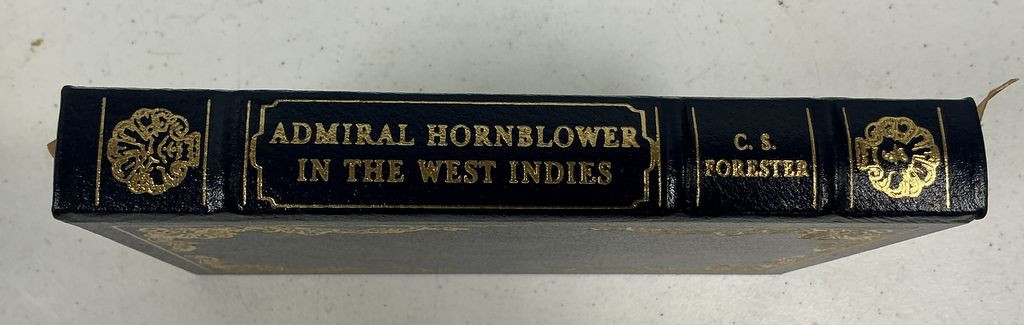 ADMIRAL HORNBLOWER
IN THE WEST INDIES
C. S.
FORESTER